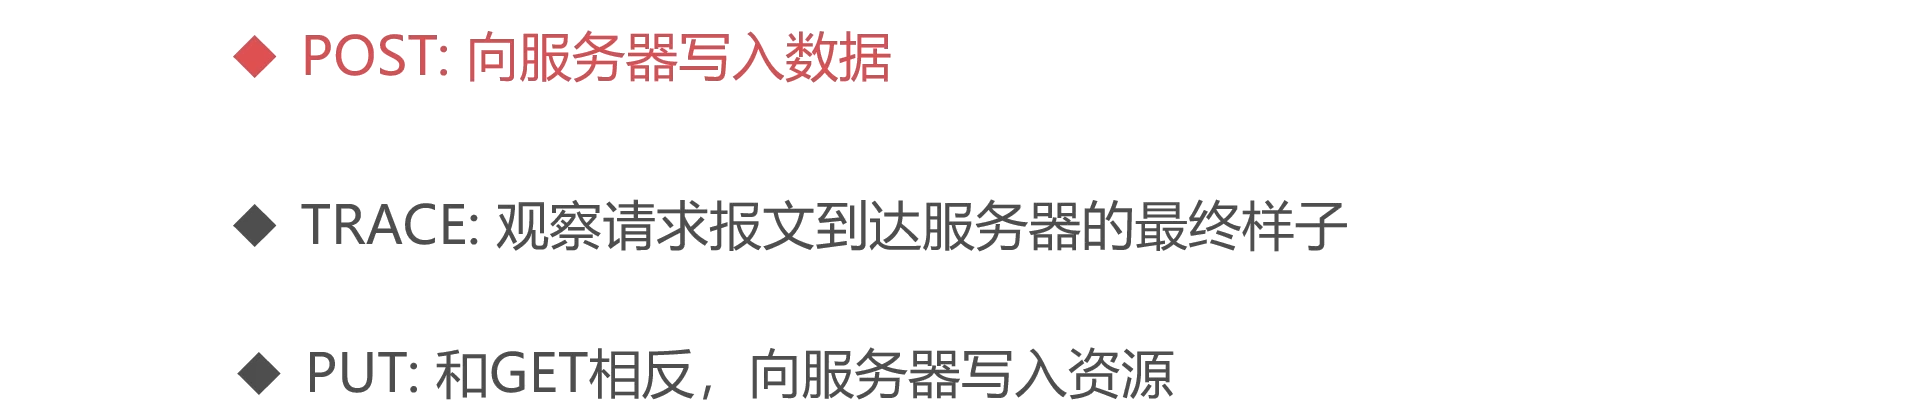 ◆ POST: 向服务器写入数据
◆ TRACE: 观察请求报文到达服务器的最终样子
◆ PUT: 和GET相反，向服务器写入资源